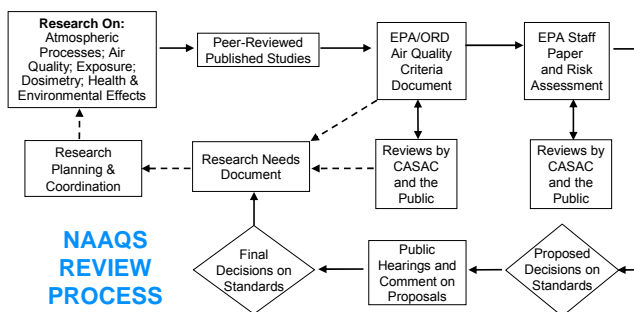 Research On:
Atmospheric
Processes; Air
Quality; Exposure;
Dosimetry; Health &
Environmental Effects
Peer-Reviewed
Published Studies
EPA/ORD
Air Quality
Criteria
Document
EPA Staff
Paper
and Risk
Assessment
Research
Planning &
Coordination
Research Needs
Document
Reviews by
CASAC
and the
Public
Reviews by
CASAC
and the
Public
NAAQS
REVIEW
PROCESS
Final
Decisions on
Standards
Public
Hearings and
Comment on
Proposals
Proposed
Decisions on
Standards